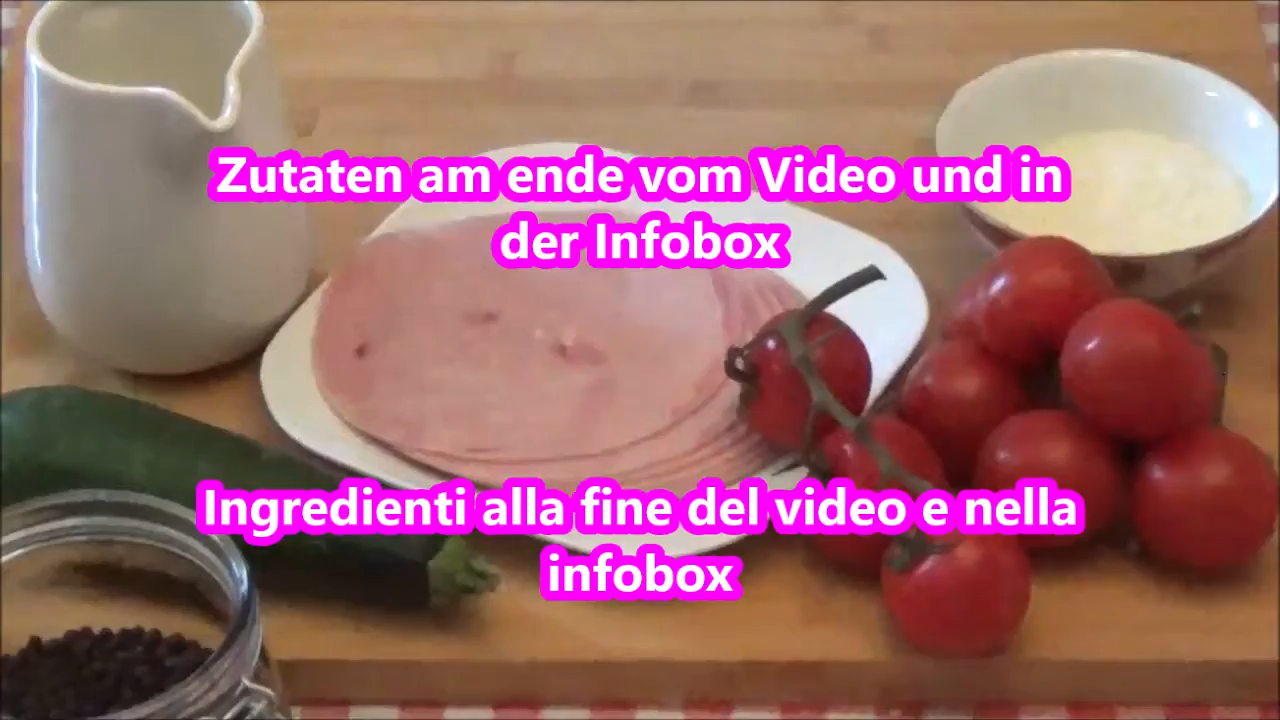 Zutaten am ende vom Video und in
der Infobox
Ingredienti alla fine del video e nella
infobox